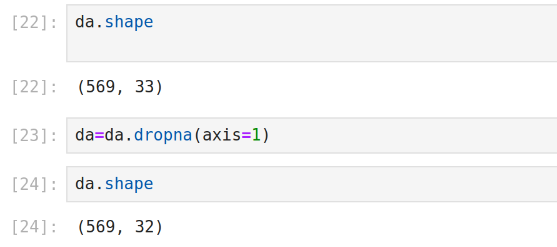 [22]: da.shape
[22]: (569, 33)
[23]: da=da.dropna(axis=1)
[24]: da.shape
[24]: (569, 32)